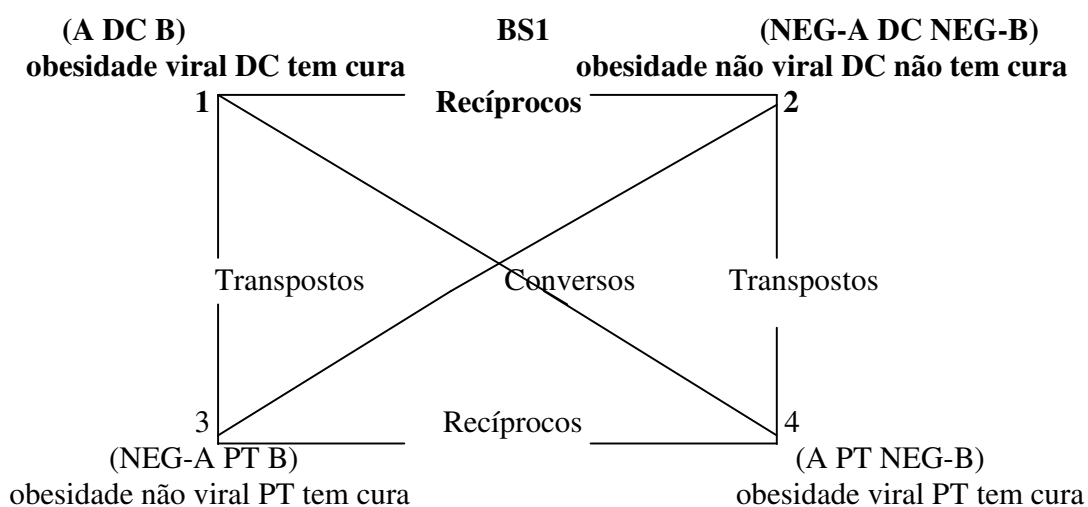 (A DC B) BS1 (NEG-A DC NEG-B)
obesidade viral DC tem cura obesidade não viral DC não tem cura
1 Recíprocos 2
Transpostos Conversos Transpostos
3 Recíprocos 4
(NEG-A PT B) (A PT NEG-B)
obesidade não viral PT tem cura obesidade viral PT tem cura